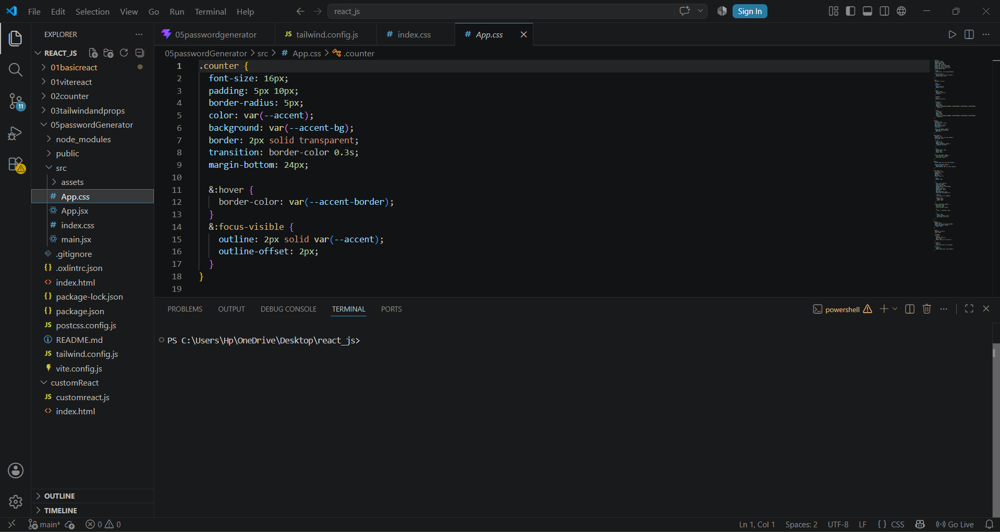 File Edit Selection View Go Run Terminal Help
react_js
Sign In
EXPLORER
REACT_JS
01basicreact
01vitereact
02counter
03tailwindandprops
05passwordGenerator
node_modules
public
src
assets
App.css
App.jsx
index.css
main.jsx
.gitignore
.oxlintrc.json
index.html
package-lock.json
package.json
postcss.config.js
README.md
tailwind.config.js
vite.config.js
customReact
customreact.js
index.html
OUTLINE
TIMELINE
11
05passwordgenerator
JS tailwind.config.js
# index.css
# App.css
05passwordGenerator > src > # App.css > .counter
1 .counter {
2 font-size: 16px;
3 padding: 5px 10px;
4 border-radius: 5px;
5 color: var(--accent);
6 background: var(--accent-bg);
7 border: 2px solid transparent;
8 transition: border-color 0.3s;
9 margin-bottom: 24px;
10
11 &:hover {
12 border-color: var(--accent-border);
13 }
14 &:focus-visible {
15 outline: 2px solid var(--accent);
16 outline-offset: 2px;
17 }
18 }
19
PROBLEMS OUTPUT DEBUG CONSOLE TERMINAL PORTS
powershell
PS C:\Users\Hp\OneDrive\Desktop\react_js>
main* 0 0
Ln 1, Col 1 Spaces: 2 UTF-8 LF {} CSS Go Live